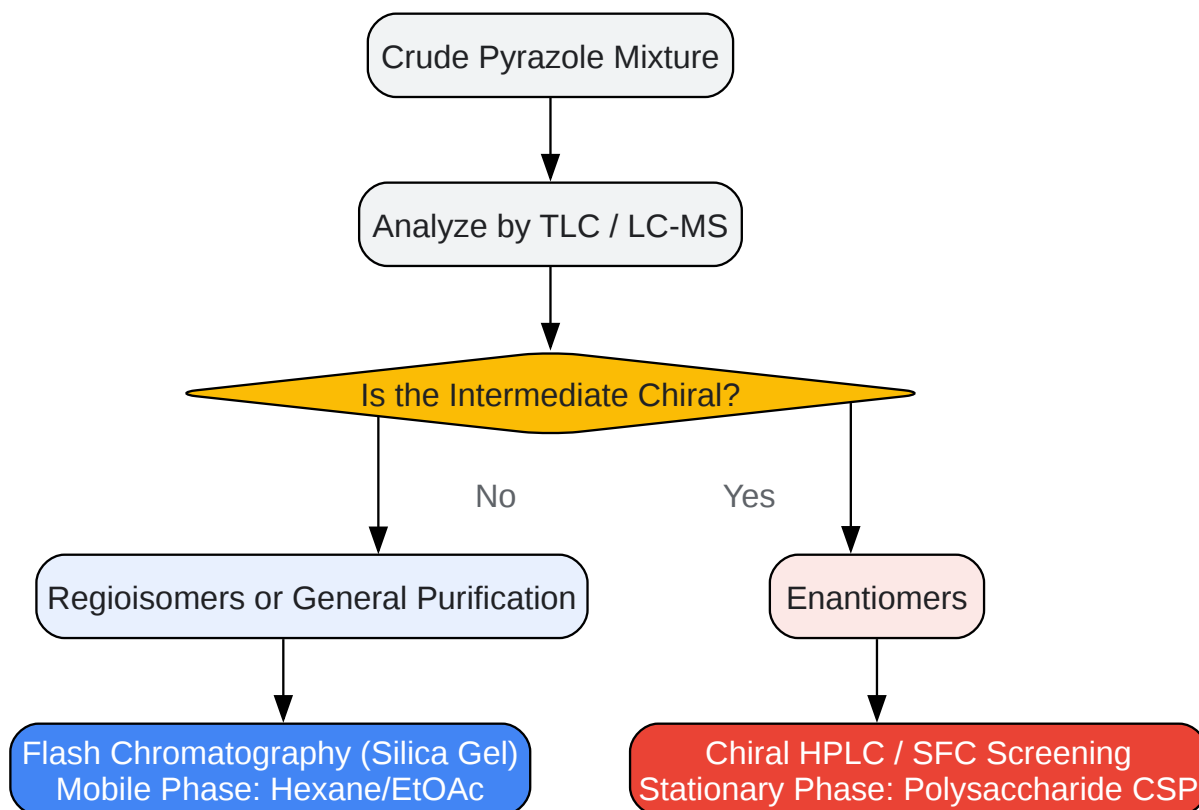 Crude Pyrazole Mixture
Analyze by TLC / LC-MS
Is the Intermediate Chiral?
No
Yes
Regioisomers or General Purification
Enantiomers
Flash Chromatography (Silica Gel)
Mobile Phase: Hexane/EtOAc
Chiral HPLC / SFC Screening
Stationary Phase: Polysaccharide CSP